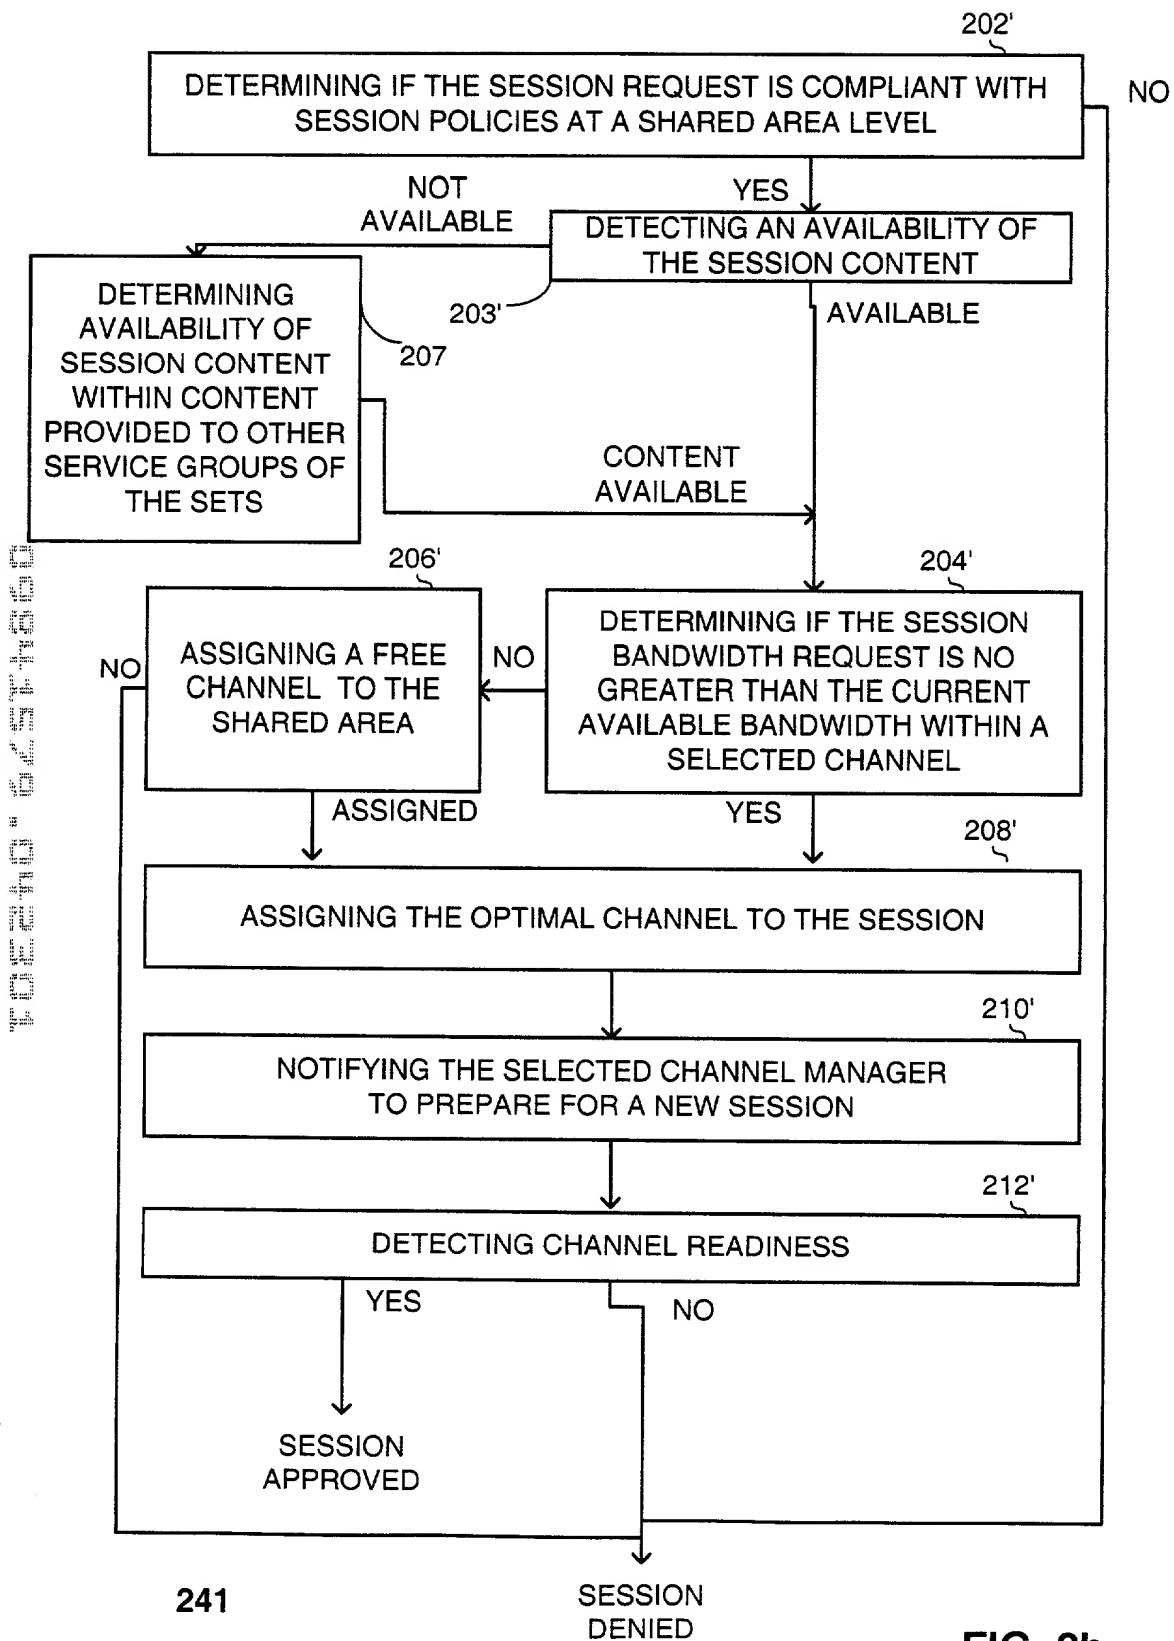 202'
DETERMINING IF THE SESSION REQUEST IS COMPLIANT WITH
SESSION POLICIES AT A SHARED AREA LEVEL
NO
NOT
AVAILABLE
YES
DETECTING AN AVAILABILITY OF
THE SESSION CONTENT
203'
AVAILABLE
DETERMINING
AVAILABILITY OF
SESSION CONTENT
WITHIN CONTENT
PROVIDED TO OTHER
SERVICE GROUPS OF
THE SETS
207
CONTENT
AVAILABLE
206'
204'
NO
ASSIGNING A FREE
CHANNEL TO THE
SHARED AREA
NO
DETERMINING IF THE SESSION
BANDWIDTH REQUEST IS NO
GREATER THAN THE CURRENT
AVAILABLE BANDWIDTH WITHIN A
SELECTED CHANNEL
ASSIGNED
YES
208'
ASSIGNING THE OPTIMAL CHANNEL TO THE SESSION
210'
NOTIFYING THE SELECTED CHANNEL MANAGER
TO PREPARE FOR A NEW SESSION
212'
DETECTING CHANNEL READINESS
YES
NO
SESSION
APPROVED
241
SESSION
DENIED